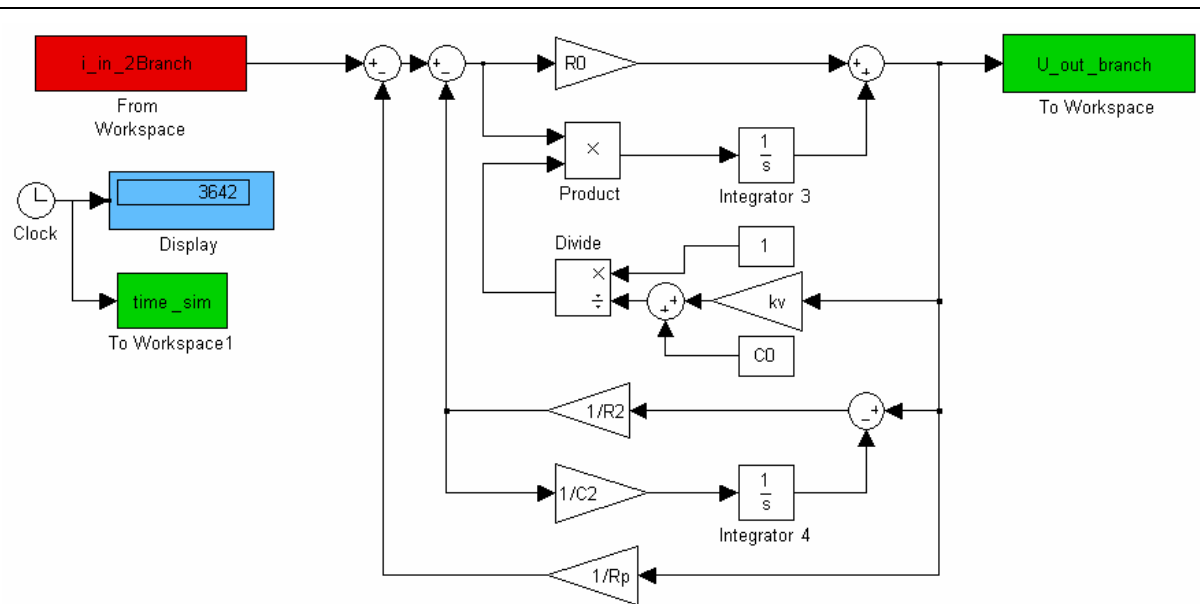 i_in_2Branch
From
Workspace
R0
U_out_branch
To Workspace
×
Product
1
s
Integrator 3
3642
Clock
Display
Divide
×
÷
1
kv
C0
time_sim
To Workspace1
1/R2
1/C2
1
s
Integrator 4
1/Rp